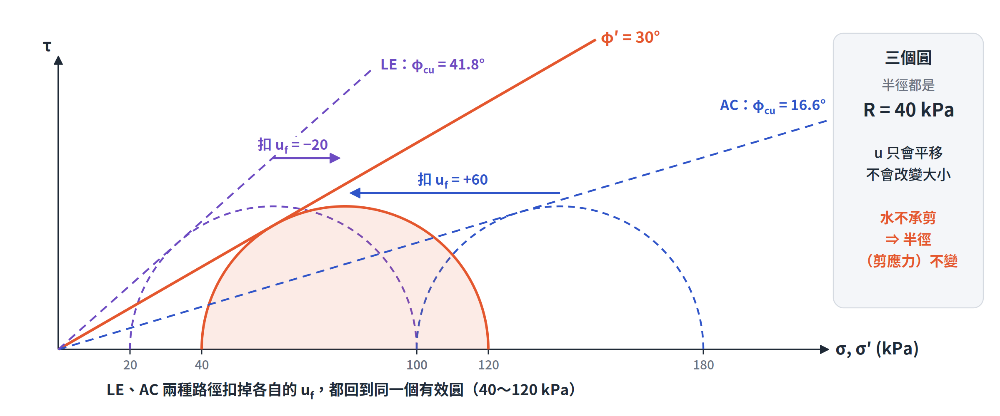 τ
ϕ′ = 30°
LE：ϕcu = 41.8°
AC：ϕcu = 16.6°
扣 uf = −20
扣 uf = +60
20
40
100
120
180
σ, σ′ (kPa)
LE、AC 兩種路徑扣掉各自的 uf，都回到同一個有效圓（40～120 kPa）
三個圓
半徑都是
R = 40 kPa
u 只會平移
不會改變大小
水不承剪
⇒ 半徑
（剪應力）不變